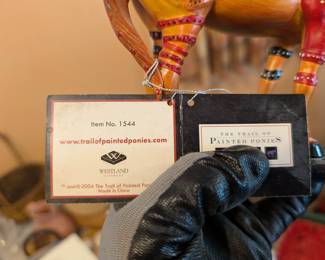 Item No. 1544
www.trailofpaintedponies.com
WESTLAND
2004 The Trail of Painted
Made in China
THE TRAIL OF
PAINTED PONIES